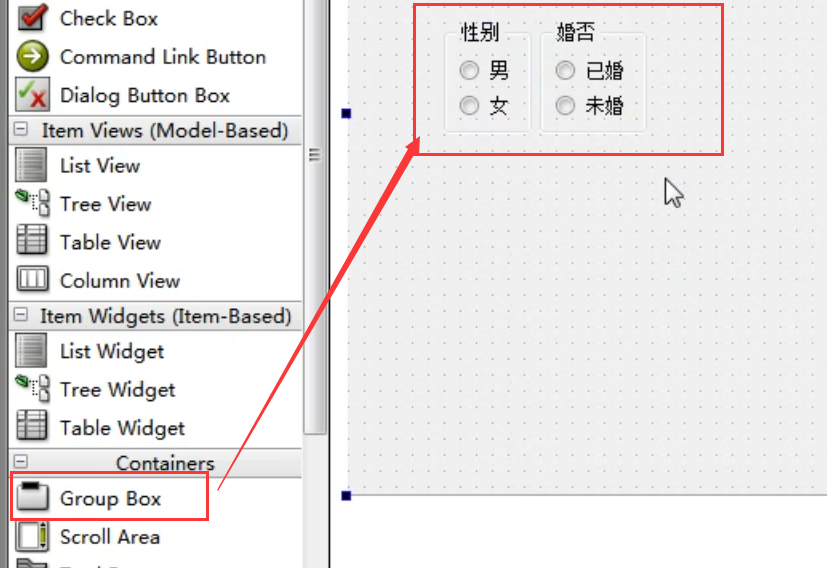 Check Box
Command Link Button
Dialog Button Box
Item Views (Model-Based)
List View
Tree View
Table View
Column View
Item Widgets (Item-Based)
List Widget
Tree Widget
Table Widget
Containers
Group Box
Scroll Area
性别
男
女
婚否
已婚
未婚